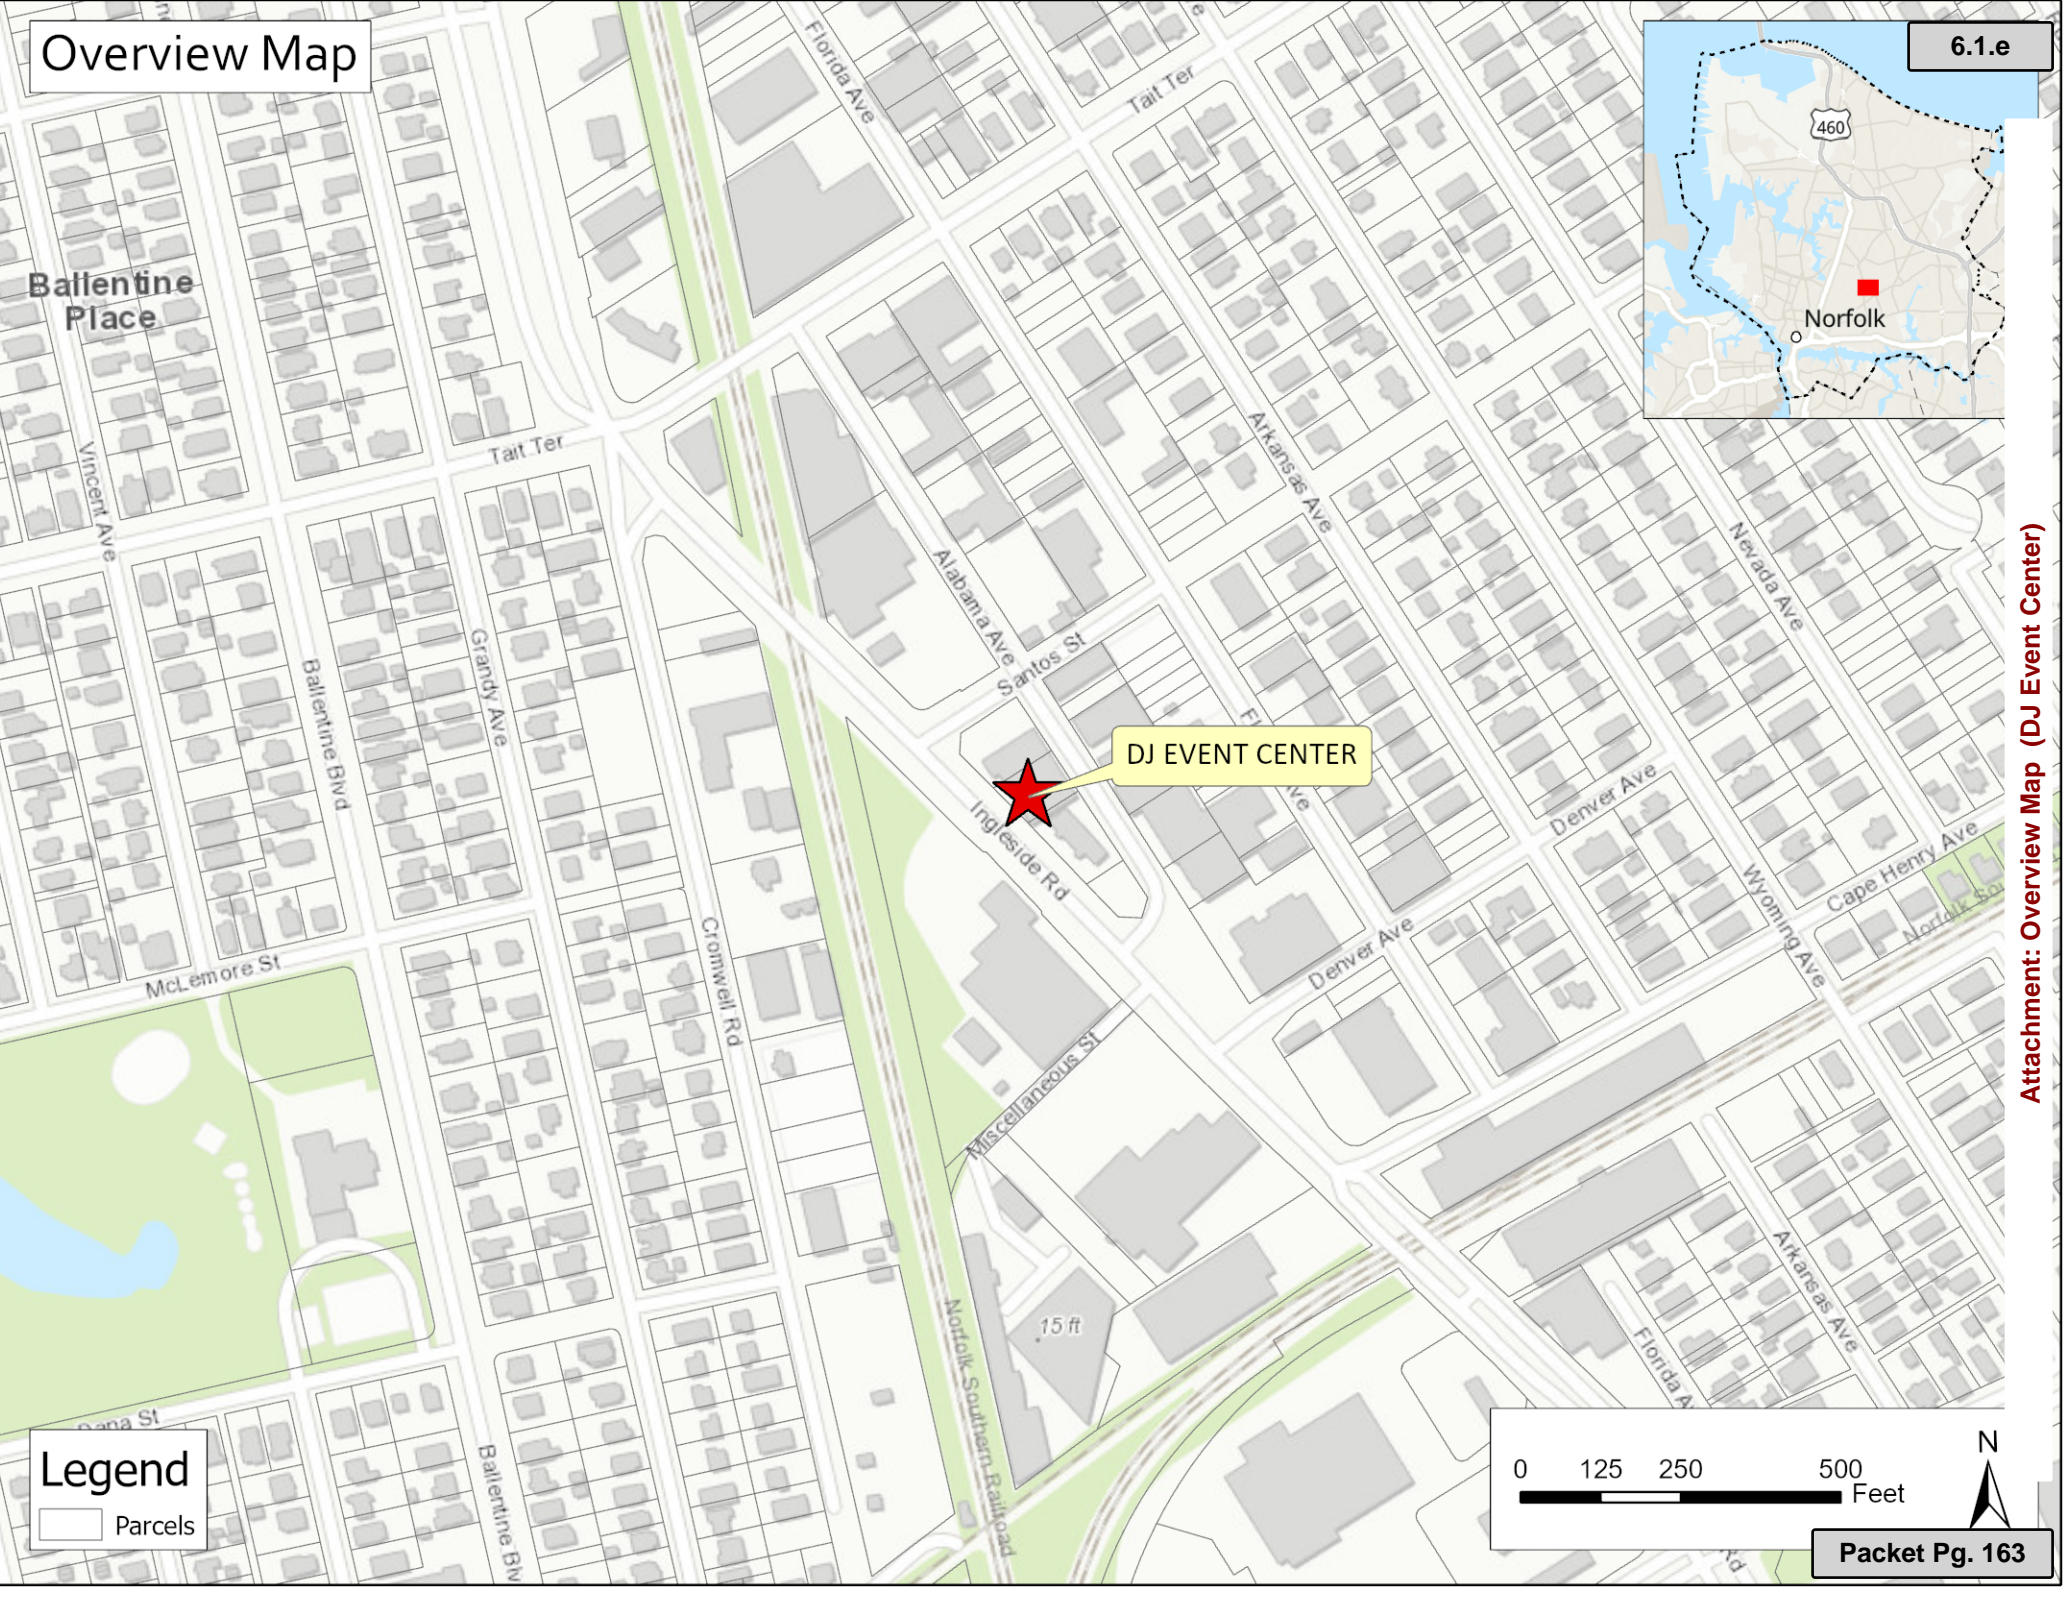 Overview Map
6.1.e
460
Norfolk
Florida Ave
Tait Ter
Ballentine
Place
Vincent Ave
Tait Ter
Arkansas Ave
Nevada Ave
Alabama Ave
Santos St
Grandy Ave
Ballentine Blvd
DJ EVENT CENTER
Ingleside Rd
Denver Ave
Cape Henry Ave
Wyoming Ave
Denver Ave
Cromwell Rd
McLemore St
Miscellaneous St
Arkansas Ave
15 ft
Norfolk Southern Railroad
Dana St
Ballentine Blv
Legend
Parcels
0 125 250 500
Feet
N
Packet Pg. 163
Attachment: Overview Map (DJ Event Center)